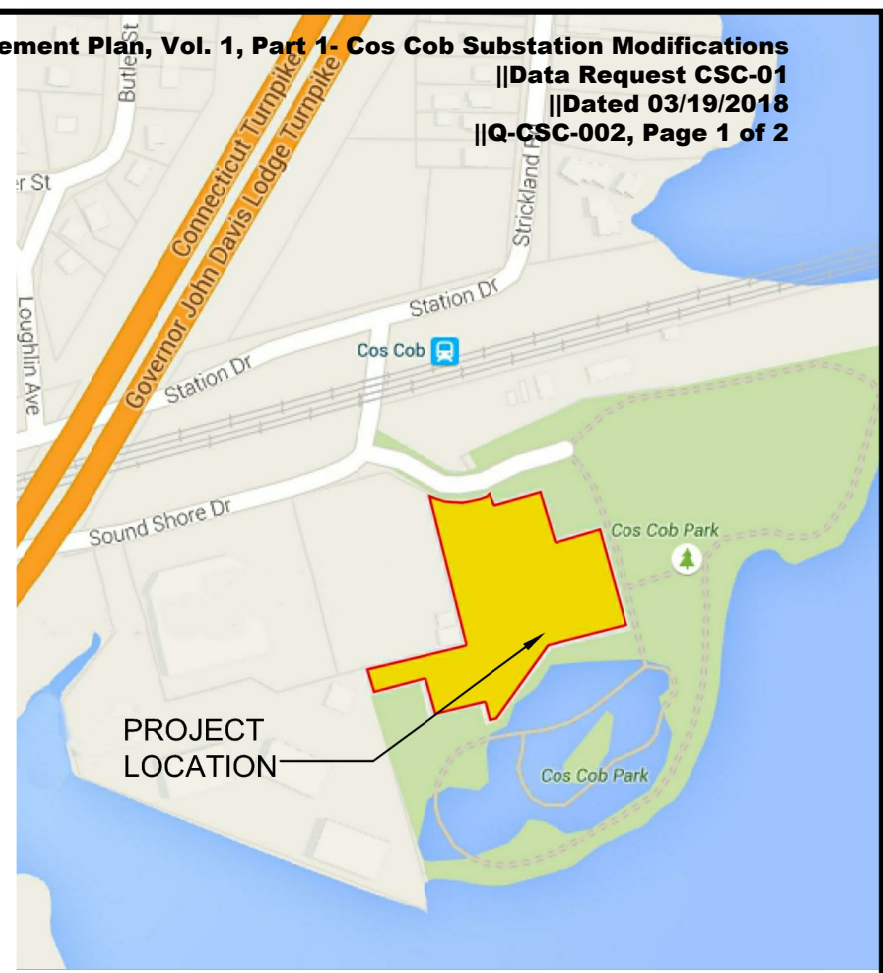 ement Plan, Vol. 1, Part 1- Cos Cob Substation Modifications
||Data Request CSC-01
||Dated 03/19/2018
||Q-CSC-002, Page 1 of 2
Butler St
Connecticut Turnpike
Governor John Davis Lodge Turnpike
Strickland
er St
Loughlin Ave
Station Dr
Station Dr
Cos Cob
Sound Shore Dr
Cos Cob Park
PROJECT
LOCATION
Cos Cob Park